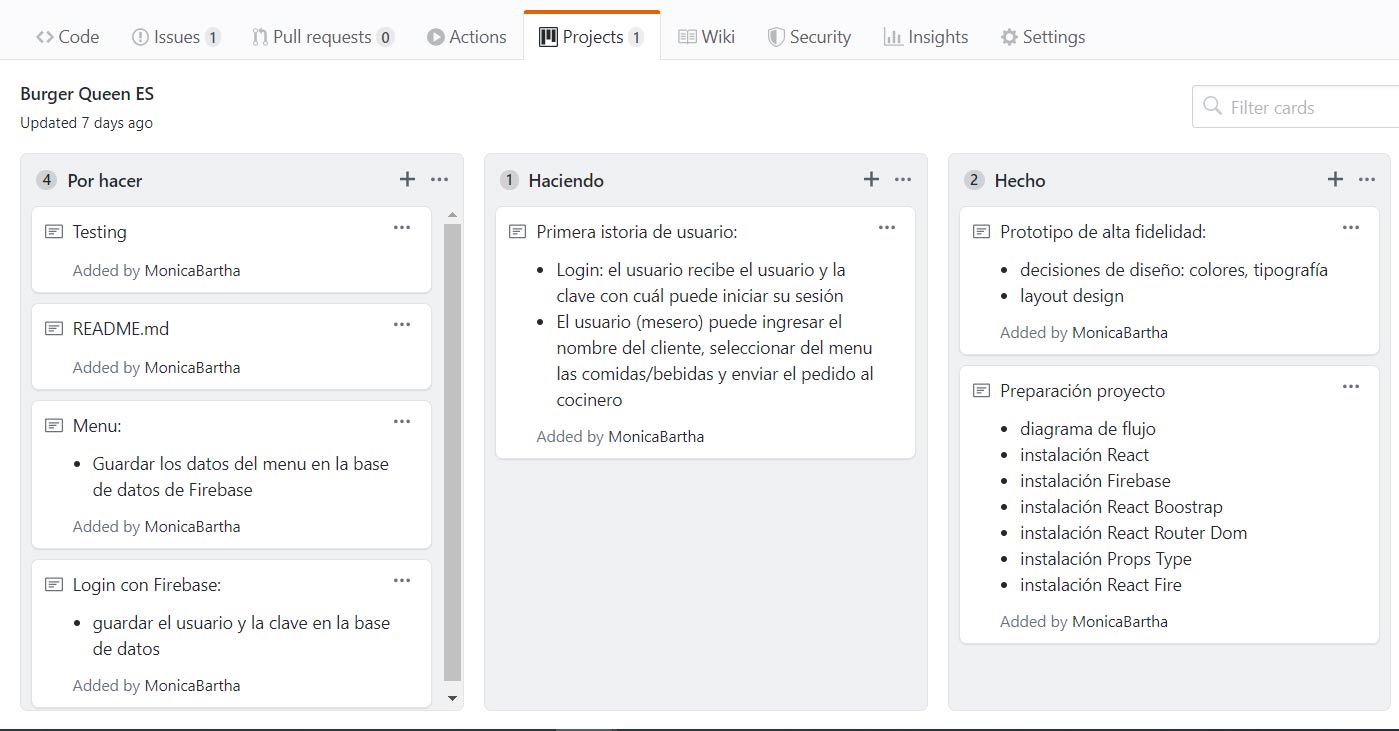 Code Issues 1 Pull requests 0 Actions Projects 1 Wiki Security Insights Settings
Burger Queen ES
Updated 7 days ago
Filter cards
4 Por hacer
Testing
Added by MonicaBartha
README.md
Added by MonicaBartha
Menu:
Guardar los datos del menu en la base
de datos de Firebase
Added by MonicaBartha
Login con Firebase:
guardar el usuario y la clave en la base
de datos
Added by MonicaBartha
1 Haciendo
Primera istoria de usuario:
Login: el usuario recibe el usuario y la
clave con cuál puede iniciar su sesión
El usuario (mesero) puede ingresar el
nombre del cliente, seleccionar del menu
las comidas/bebidas y enviar el pedido al
cocinero
Added by MonicaBartha
2 Hecho
Prototipo de alta fidelidad:
decisiones de diseño: colores, tipografía
layout design
Added by MonicaBartha
Preparación proyecto
diagrama de flujo
instalación React
instalación Firebase
instalación React Boostrap
instalación React Router Dom
instalación Props Type
instalación React Fire
Added by MonicaBartha